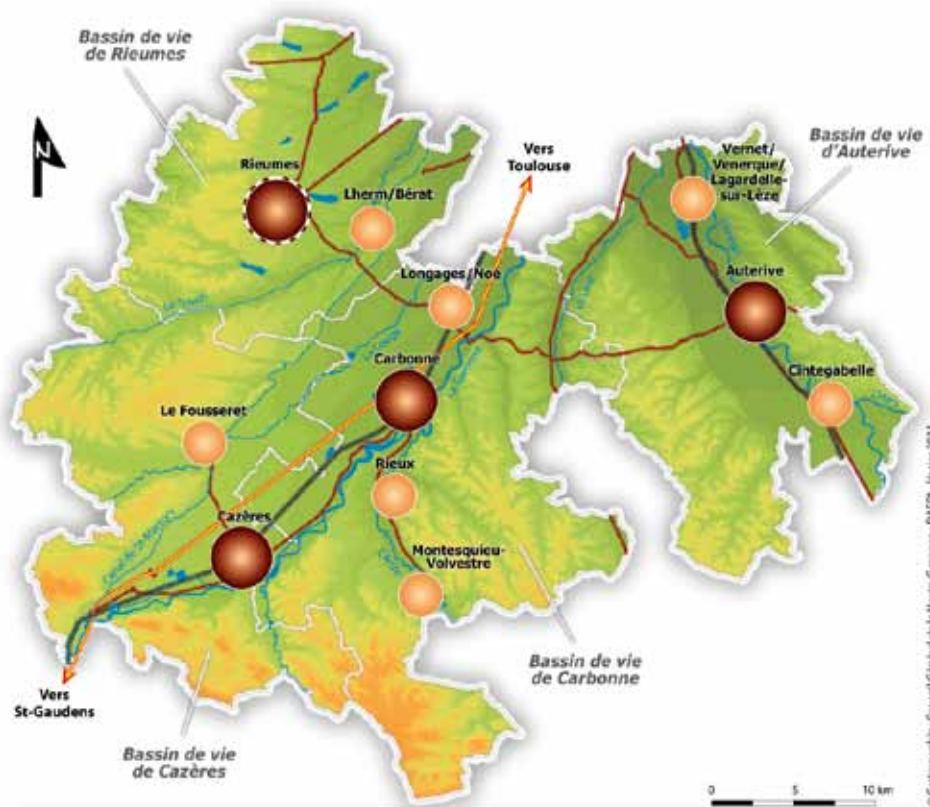 Bassin de vie
de Rieumes
N
Rieumes
Lherm/Bérat
Vers
Toulouse
Vernet/
Venerque/
Lagardelle-
sur-Lèze
Bassin de vie
d'Auterive
Longages/Noé
Auterive
Carbonne
Cintegabelle
Le Fousseret
Rieux
Cazères
Montesquieu-
Volvestre
Bassin de vie
de Carbonne
Vers
St-Gaudens
Bassin de vie
de Cazères
0 5 10 km